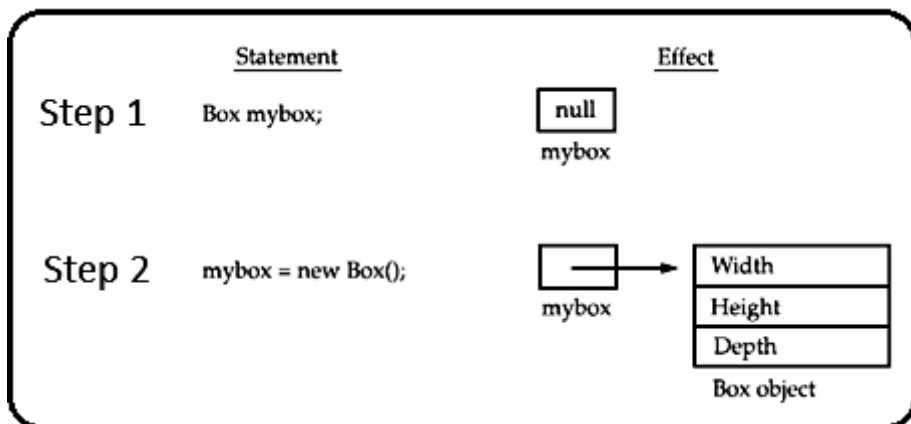 Statement Effect
Step 1 Box mybox; null
mybox
Step 2 mybox = new Box(); Width
mybox Height
Depth
Box object